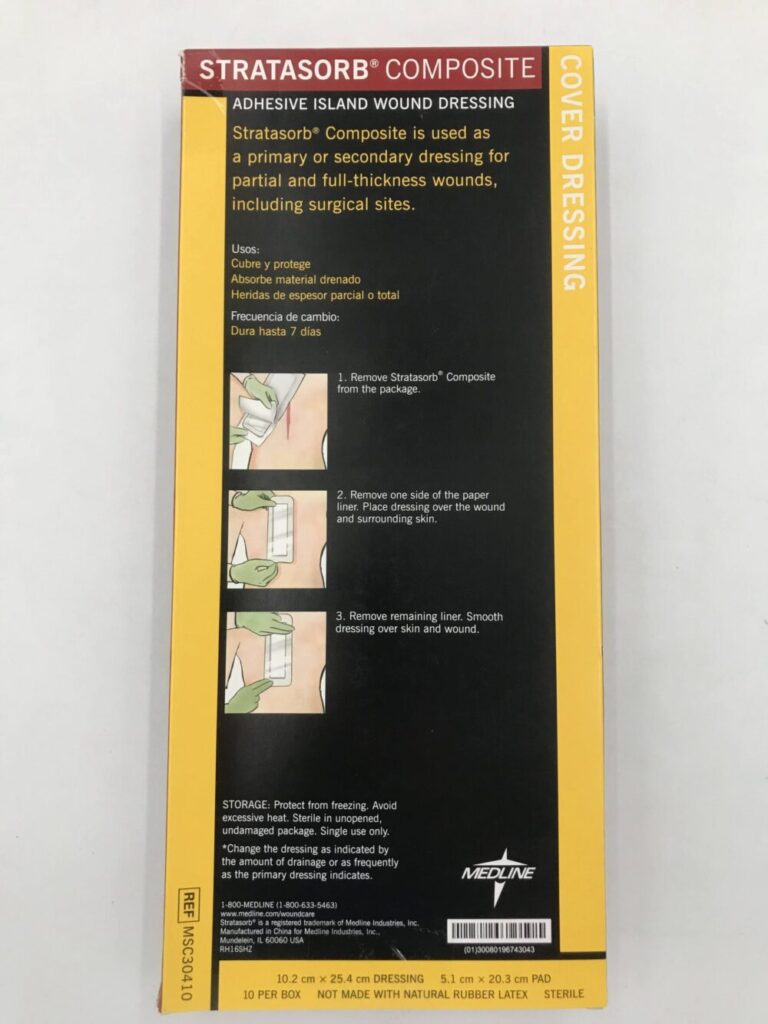 STRATASORB® COMPOSITE
ADHESIVE ISLAND WOUND DRESSING
COVER DRESSING
Stratasorb® Composite is used as
a primary or secondary dressing for
partial and full-thickness wounds,
including surgical sites.
Usos:
Cubre y protege
Absorbe material drenado
Heridas de espesor parcial o total
Frecuencia de cambio:
Dura hasta 7 días
1. Remove Stratasorb® Composite
from the package.
2. Remove one side of the paper
liner. Place dressing over the wound
and surrounding skin.
3. Remove remaining liner. Smooth
dressing over skin and wound.
STORAGE: Protect from freezing. Avoid
excessive heat. Sterile in unopened,
undamaged package. Single use only.
*Change the dressing as indicated by
the amount of drainage or as frequently
as the primary dressing indicates.
MEDLINE
1-800-MEDLINE (1-800-633-5463)
www.medline.com/woundcare
Stratasorb® is a registered trademark of Medline Industries, Inc.
Manufactured in China for Medline Industries, Inc.,
Mundelein, IL 60060 USA
RH16SHZ
(01)30080196743043
REF MSC30410
10.2 cm × 25.4 cm DRESSING 5.1 cm × 20.3 cm PAD
10 PER BOX NOT MADE WITH NATURAL RUBBER LATEX STERILE